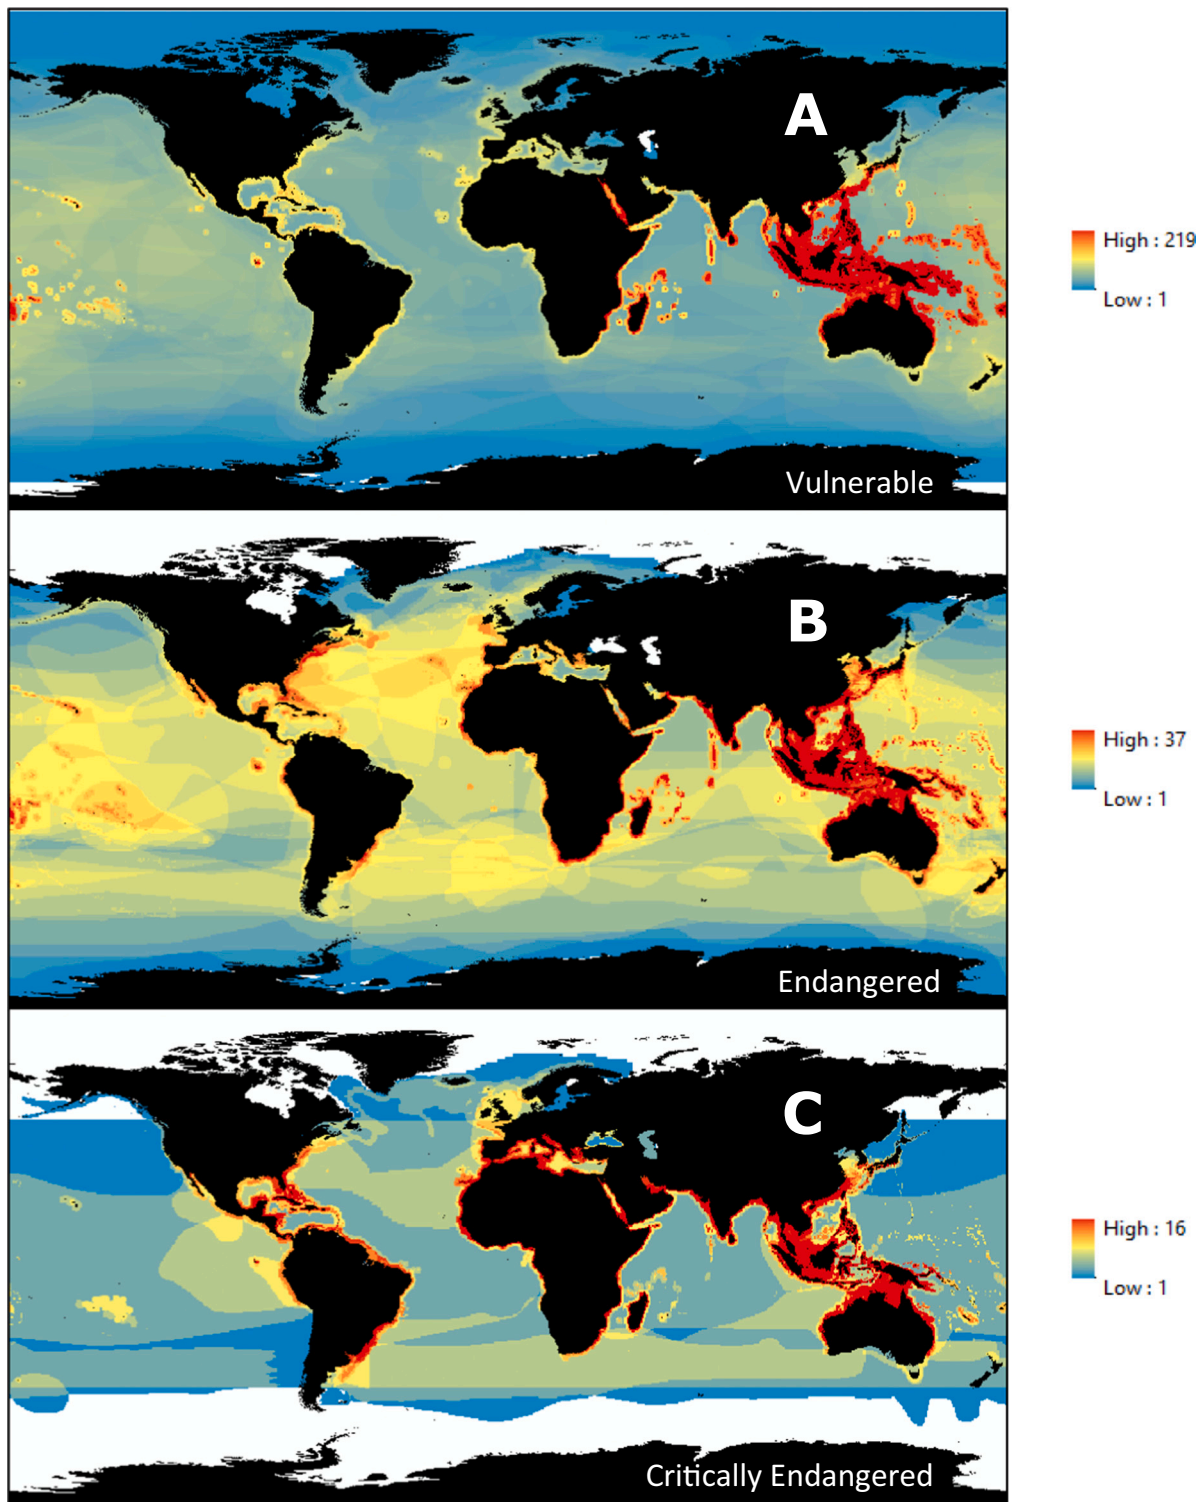 A
High : 219
Low : 1
Vulnerable
B
High : 37
Low : 1
Endangered
C
High : 16
Low : 1
Critically Endangered